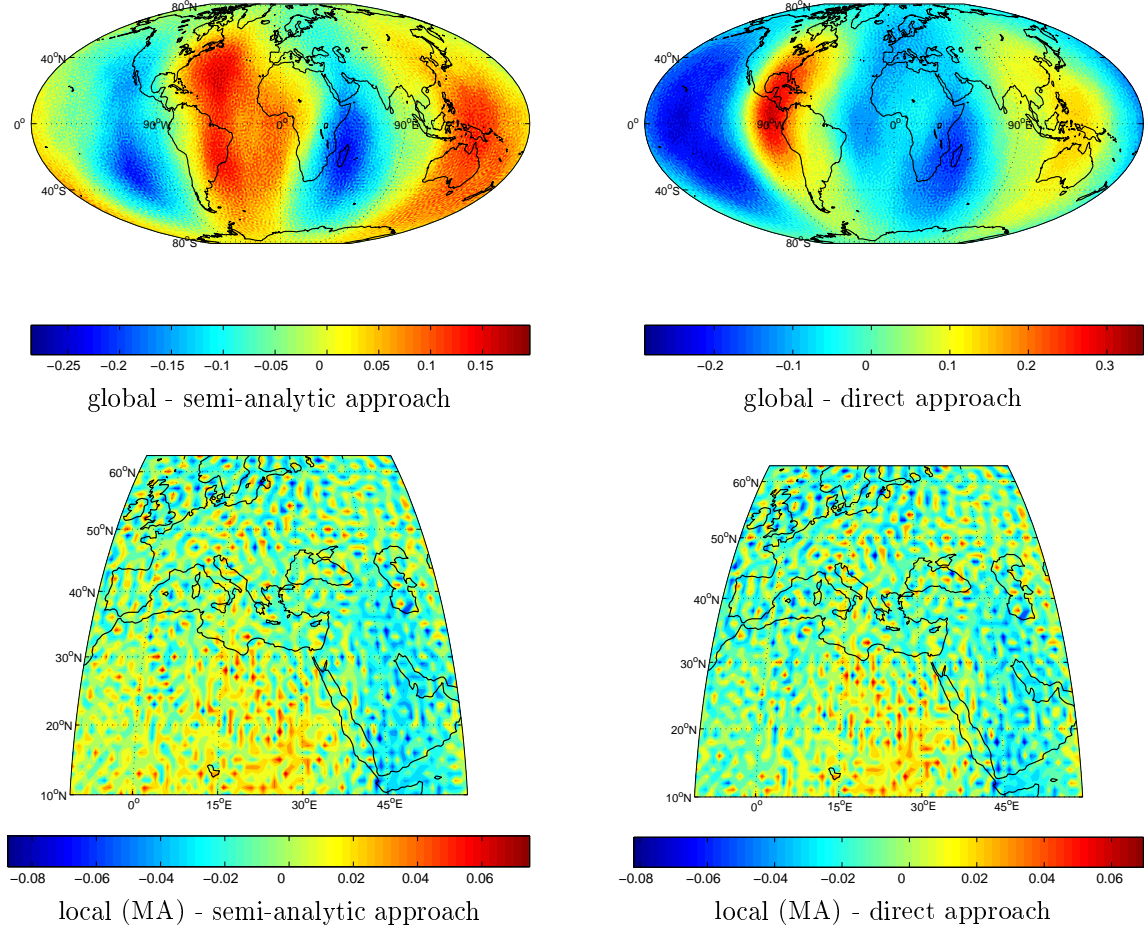 80°N
40°N
0°
90°W
0°
90°E
40°S
80°S
80°N
40°N
0°
90°W
0°
90°E
40°S
80°S
−0.25 −0.2 −0.15 −0.1 −0.05 0 0.05 0.1 0.15
−0.2 −0.1 0 0.1 0.2 0.3
global - semi-analytic approach
global - direct approach
60°N
50°N
40°N
30°N
20°N
10°N
0° 15°E 30°E 45°E
60°N
50°N
40°N
30°N
20°N
10°N
0° 15°E 30°E 45°E
−0.08 −0.06 −0.04 −0.02 0 0.02 0.04 0.06
−0.08 −0.06 −0.04 −0.02 0 0.02 0.04 0.06
local (MA) - semi-analytic approach
local (MA) - direct approach